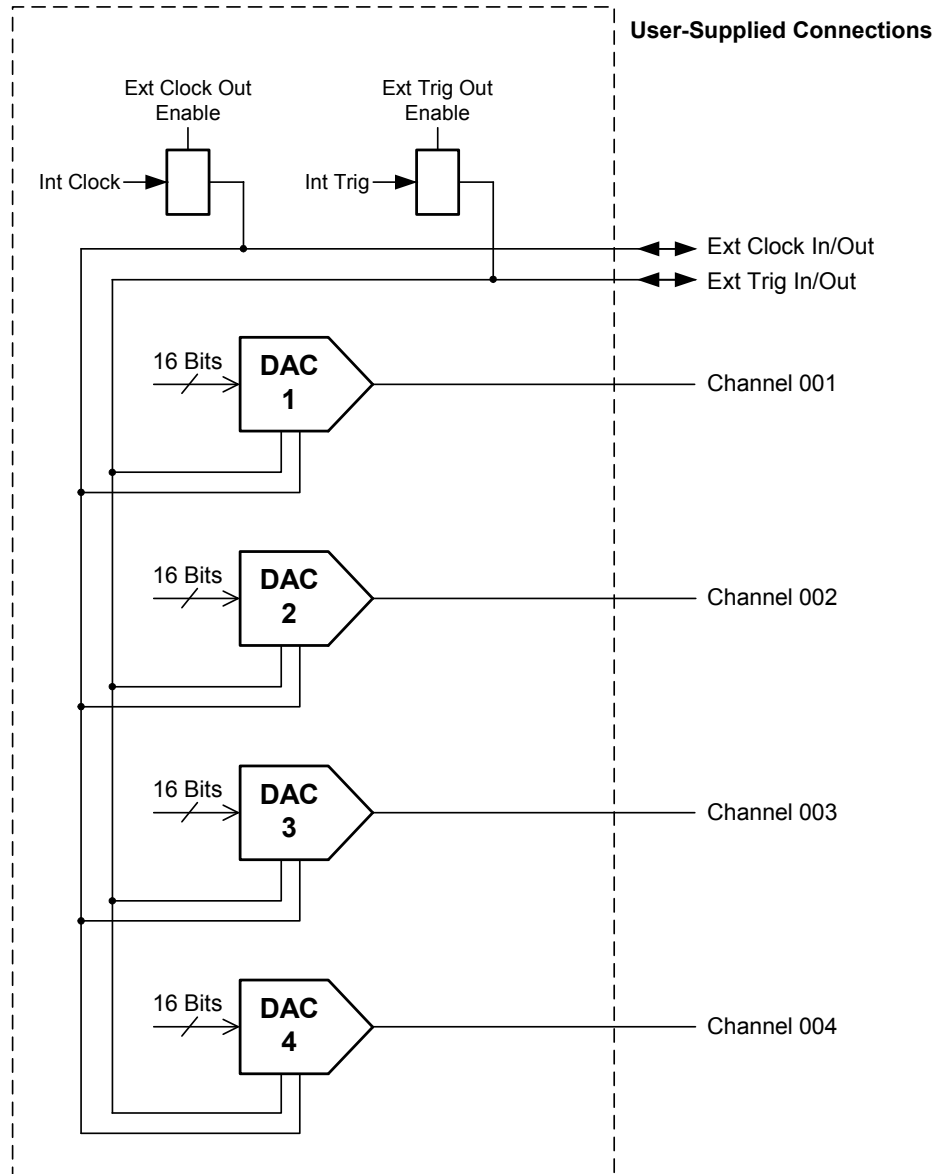 User-Supplied Connections
Ext Clock Out
Enable
Ext Trig Out
Enable
Int Clock
Int Trig
Ext Clock In/Out
Ext Trig In/Out
16 Bits
DAC
1
Channel 001
16 Bits
DAC
2
Channel 002
16 Bits
DAC
3
Channel 003
16 Bits
DAC
4
Channel 004